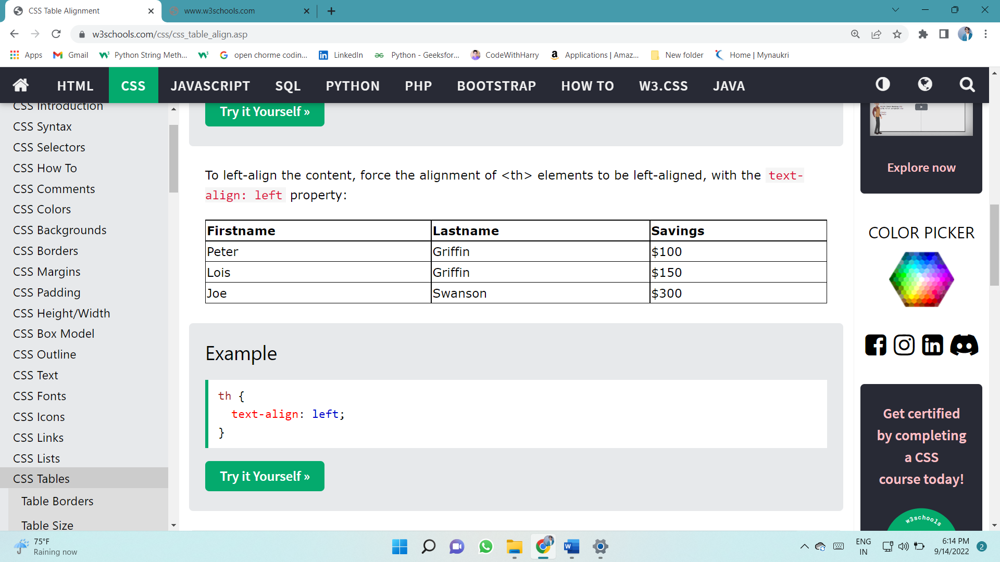 CSS Table Alignment
www.w3schools.com
w3schools.com/css/css_table_align.asp
Apps
Gmail
Python String Meth...
open chorme codin...
LinkedIn
Python - Geeksfor...
CodeWithHarry
Applications | Amaz...
New folder
Home | Mynaukri
HTML
CSS
JAVASCRIPT
SQL
PYTHON
PHP
BOOTSTRAP
HOW TO
W3.CSS
JAVA
CSS Introduction
CSS Syntax
CSS Selectors
CSS How To
CSS Comments
CSS Colors
CSS Backgrounds
CSS Borders
CSS Margins
CSS Padding
CSS Height/Width
CSS Box Model
CSS Outline
CSS Text
CSS Fonts
CSS Icons
CSS Links
CSS Lists
CSS Tables
Table Borders
Table Size
Try it Yourself »
To left-align the content, force the alignment of <th> elements to be left-aligned, with the text-
align: left property:
Firstname Lastname Savings
Peter Griffin $100
Lois Griffin $150
Joe Swanson $300
Example
th {
text-align: left;
}
Try it Yourself »
Explore now
COLOR PICKER
Get certified
by completing
a CSS
course today!
w3schools
75°F
Raining now
ENG
IN
6:14 PM
9/14/2022
2